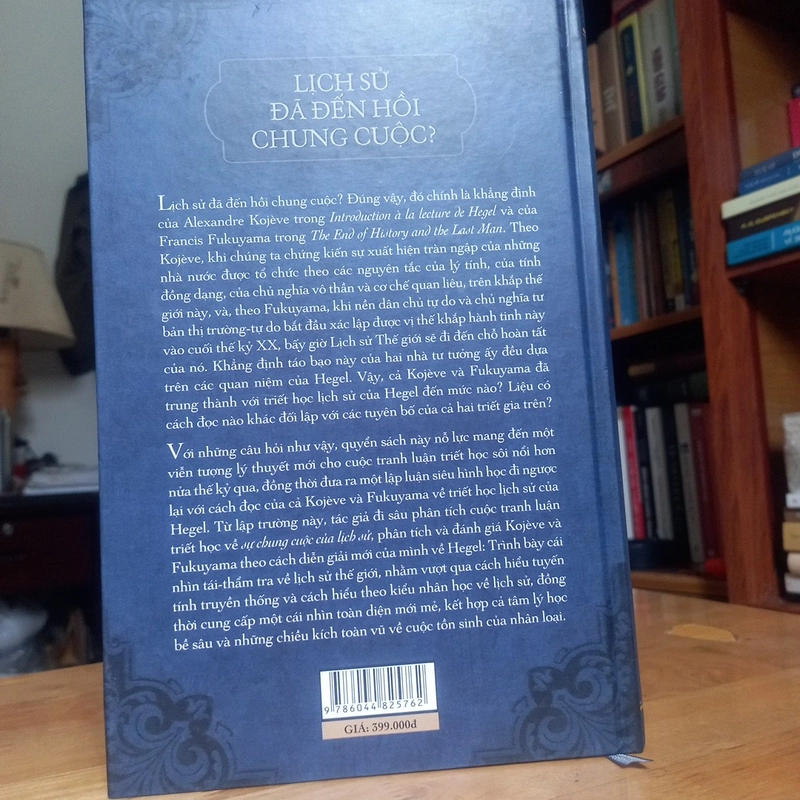 LỊCH SỬ
ĐÃ ĐẾN HỒI
CHUNG CUỘC?
Lịch sử đã đến hồi chung cuộc? Đúng vậy, đó chính là khẳng định
của Alexandre Kojève trong Introduction à la lecture de Hegel và của
Francis Fukuyama trong The End of History and the Last Man. Theo
Kojève, khi chúng ta chứng kiến sự xuất hiện tràn ngập của những
nhà nước được tổ chức theo các nguyên tắc của lý tính, của tính
đồng dạng, của chủ nghĩa vô thần và cơ chế quan liêu, trên khắp thế
giới này, và, theo Fukuyama, khi nền dân chủ tự do và chủ nghĩa tư
bản thị trường-tự do bắt đầu xác lập được vị thế khắp hành tinh này
vào cuối thế kỷ XX, bấy giờ Lịch sử Thế giới sẽ đi đến chỗ hoàn tất
của nó. Khẳng định táo bạo này của hai nhà tư tưởng ấy đều dựa
trên các quan niệm của Hegel. Vậy, cả Kojève và Fukuyama đã
trung thành với triết học lịch sử của Hegel đến mức nào? Liệu có
cách đọc nào khác đối lập với các tuyên bố của cả hai triết gia trên?
Với những câu hỏi như vậy, quyển sách này nỗ lực mang đến một
viễn tượng lý thuyết mới cho cuộc tranh luận triết học sôi nổi hơn
nửa thế kỷ qua, đồng thời đưa ra một lập luận siêu hình học đi ngược
lại với cách đọc của cả Kojève và Fukuyama về triết học lịch sử của
Hegel. Từ lập trường này, tác giả đi sâu phân tích cuộc tranh luận
triết học về sự chung cuộc của lịch sử, phân tích và đánh giá Kojève và
Fukuyama theo cách diễn giải mới của mình về Hegel: Trình bày cái
nhìn tái-thẩm tra về lịch sử thế giới, nhằm vượt qua cách hiểu tuyến
tính truyền thống và cách hiểu theo kiểu nhân học về lịch sử, đồng
thời cung cấp một cái nhìn toàn diện mới mẻ, kết hợp cả tâm lý học
bề sâu và những chiều kích toàn vũ về cuộc tồn sinh của nhân loại.
9 786044 825762
GIÁ: 399.000đ